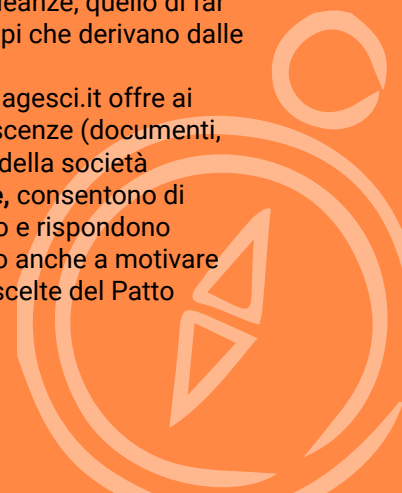 quello di far
pi che derivano dalle
agesci.it offre ai
scenze (documenti,
della società
e, consentono di
o e rispondono
o anche a motivare
scelte del Patto